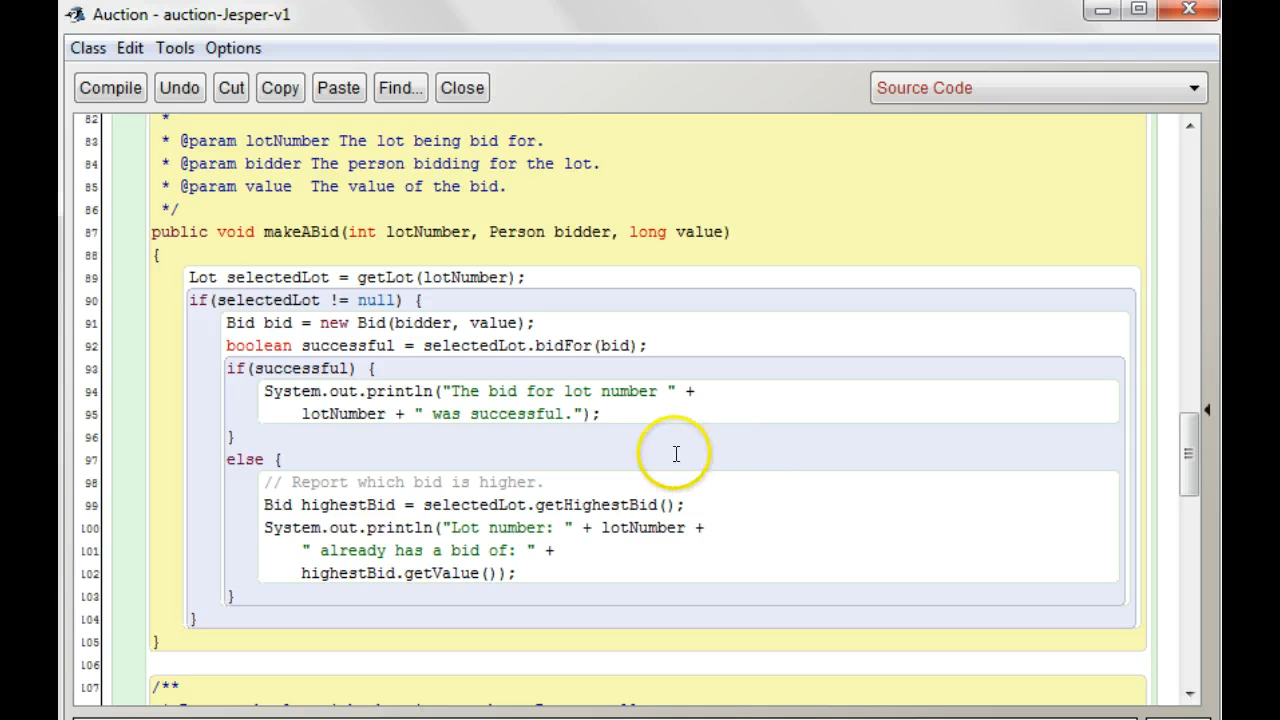 Auction - auction-Jesper-v1
Class Edit Tools Options
Compile Undo Cut Copy Paste Find... Close Source Code
82 *
83 * @param lotNumber The lot being bid for.
84 * @param bidder The person bidding for the lot.
85 * @param value  The value of the bid.
86 */
87 public void makeABid(int lotNumber, Person bidder, long value)
88 {
89 Lot selectedLot = getLot(lotNumber);
90 if(selectedLot != null) {
91 Bid bid = new Bid(bidder, value);
92 boolean successful = selectedLot.bidFor(bid);
93 if(successful) {
94 System.out.println("The bid for lot number " +
95 lotNumber + " was successful.");
96 }
97 else {
98 // Report which bid is higher.
99 Bid highestBid = selectedLot.getHighestBid();
100 System.out.println("Lot number: " + lotNumber +
101 " already has a bid of: " +
102 highestBid.getValue());
103 }
104 }
105 }
106
107 /**